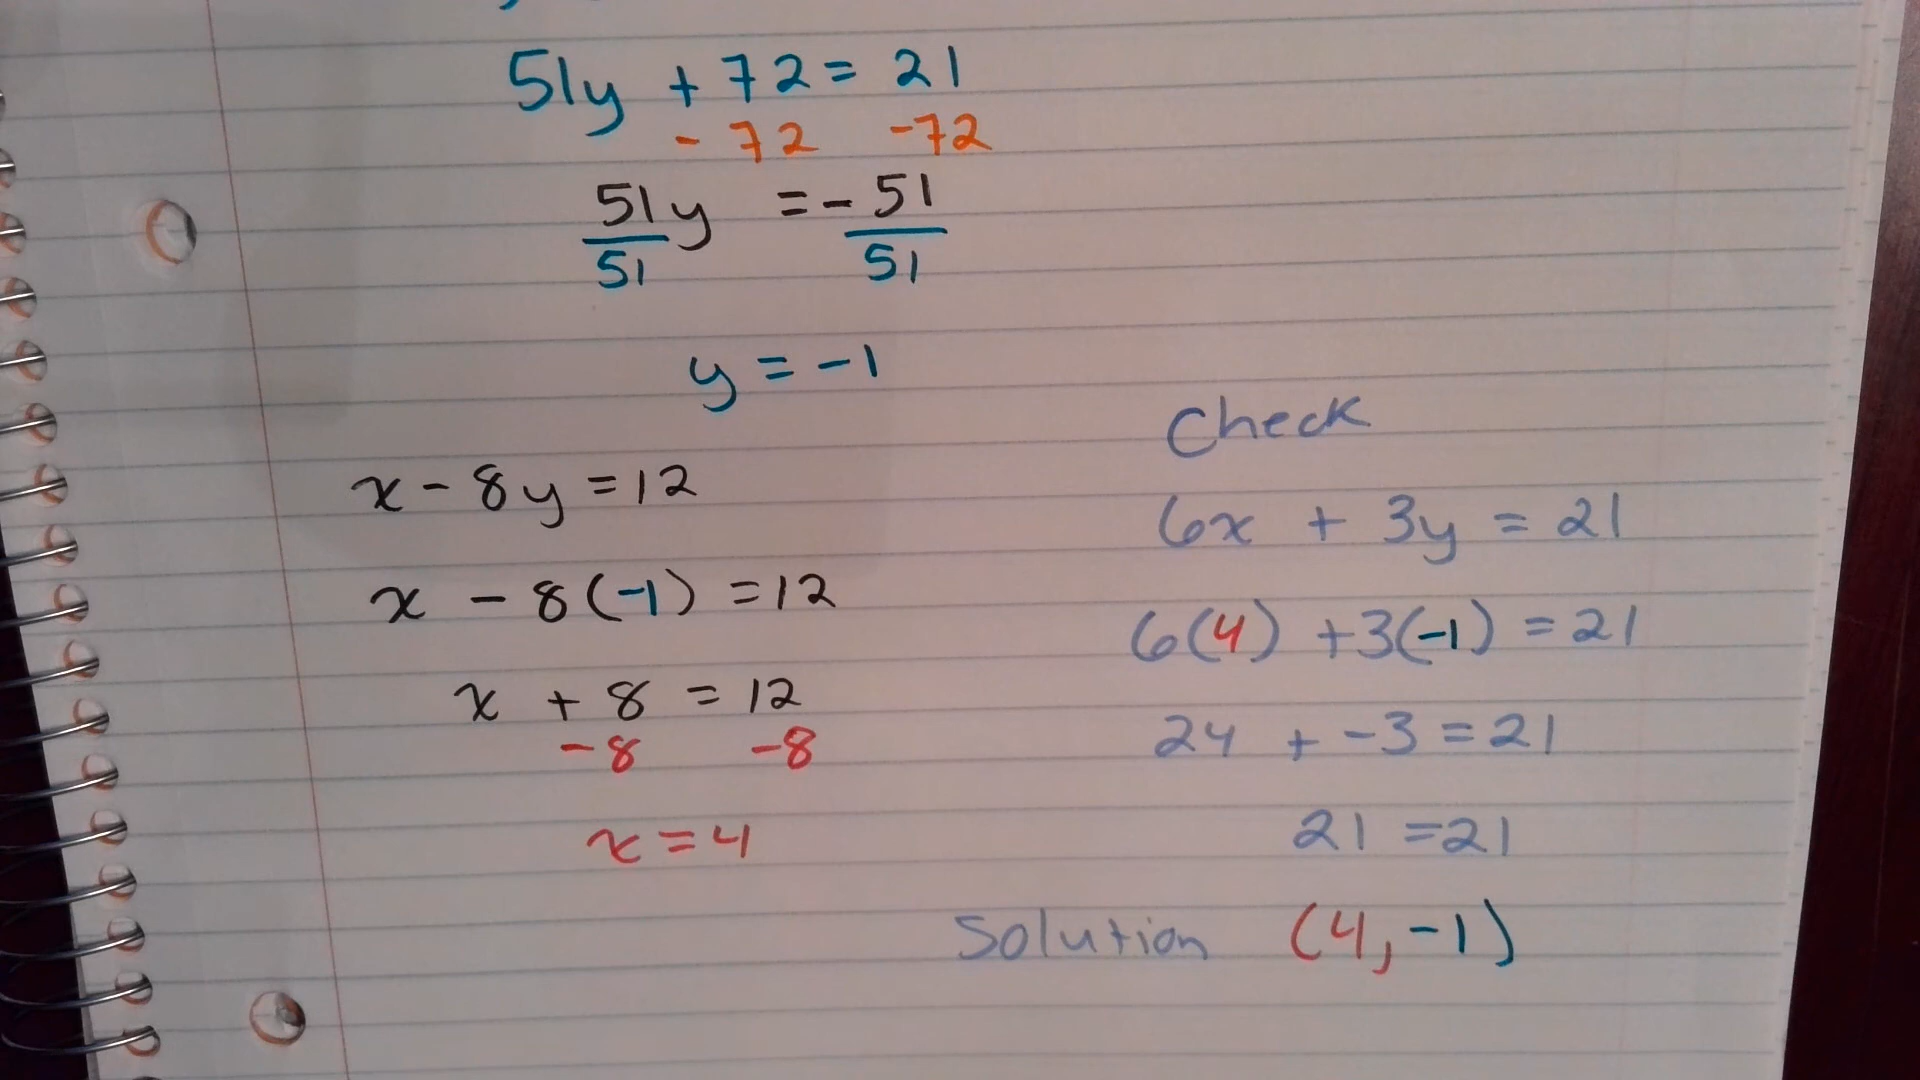 51y + 72 = 21
- 72 -72
51y = - 51
51 51
y = -1
x - 8y = 12
x - 8(-1) = 12
x + 8 = 12
-8 -8
x = 4
Check
6x + 3y = 21
6(4) + 3(-1) = 21
24 + -3 = 21
21 = 21
Solution (4, -1)